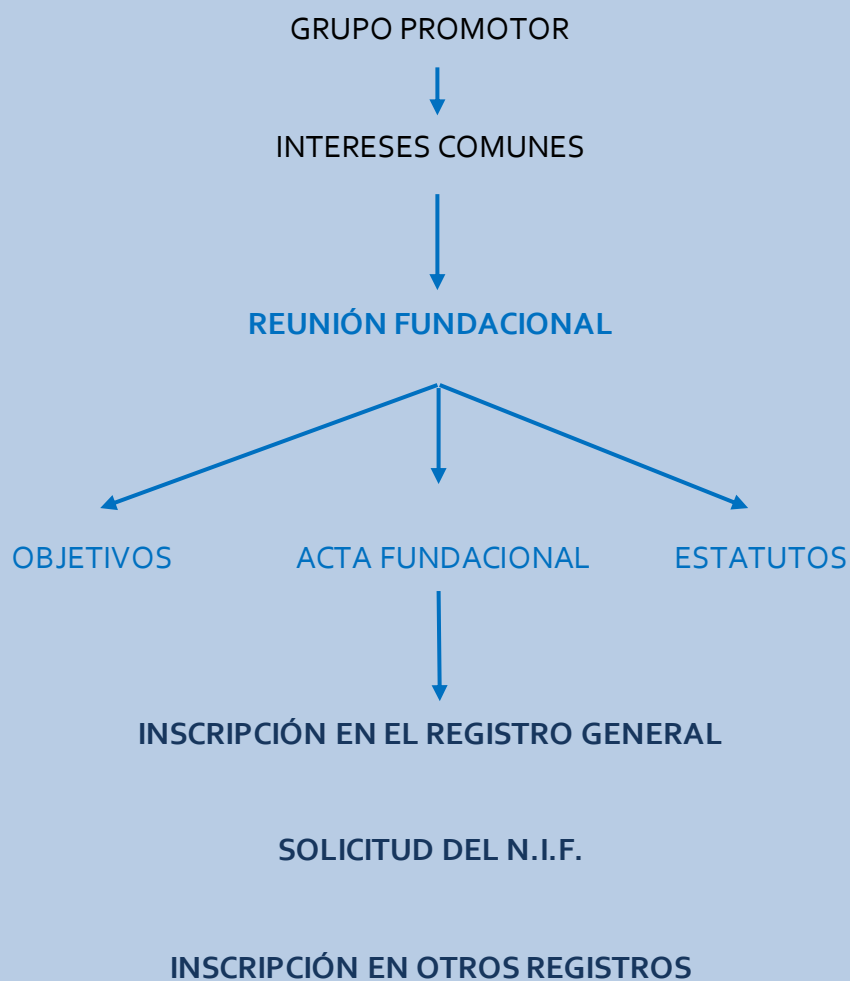 GRUPO PROMOTOR
INTERESES COMUNES
REUNIÓN FUNDACIONAL
OBJETIVOS
ACTA FUNDACIONAL
ESTATUTOS
INSCRIPCIÓN EN EL REGISTRO GENERAL
SOLICITUD DEL N.I.F.
INSCRIPCIÓN EN OTROS REGISTROS